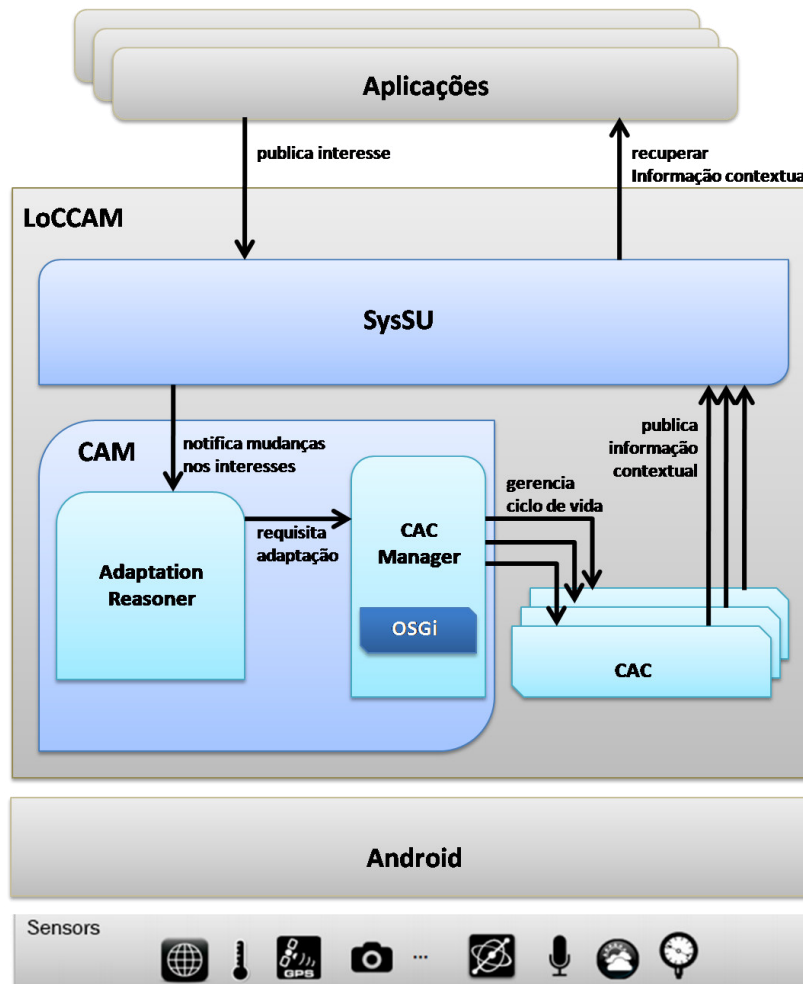 Aplicações
publica interesse
recuperar
Informação contextual
LoCCAM
SysSU
CAM
notifica mudanças
nos interesses
publica
informação
contextual
gerencia
ciclo de vida
requisita
adaptação
CAC
Manager
Adaptation
Reasoner
OSGi
CAC
Android
Sensors
GPS
...